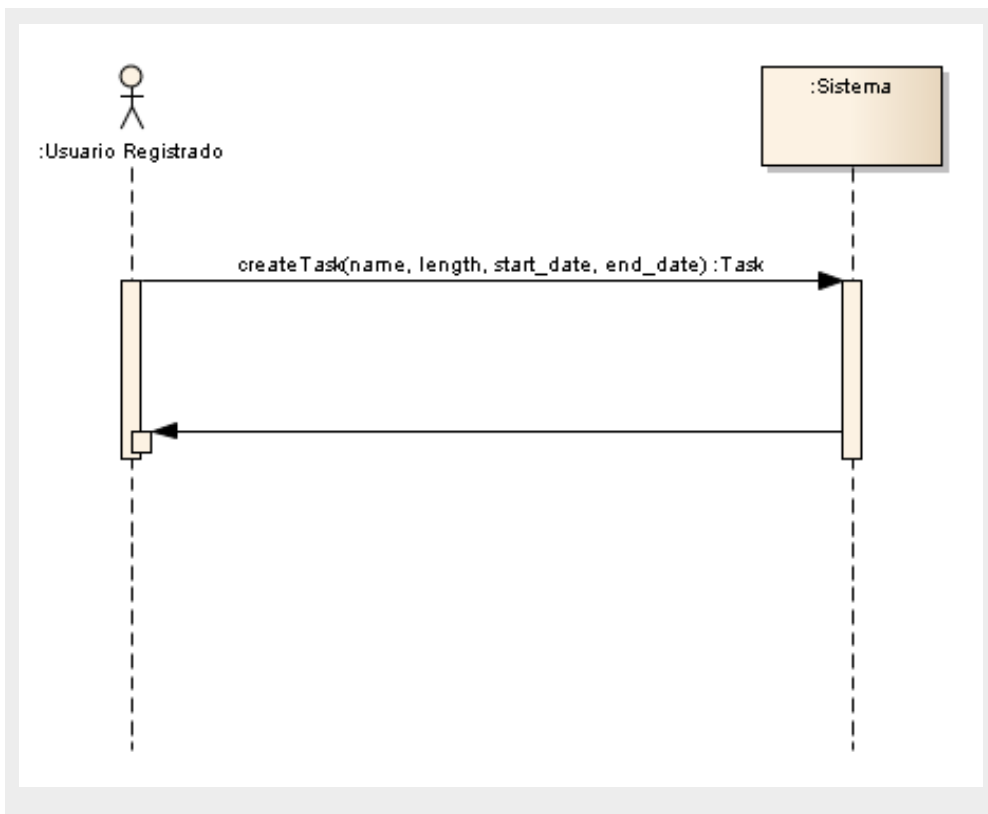 :Sistema
:Usuario Registrado
createTask(name, length, start_date, end_date) :Task